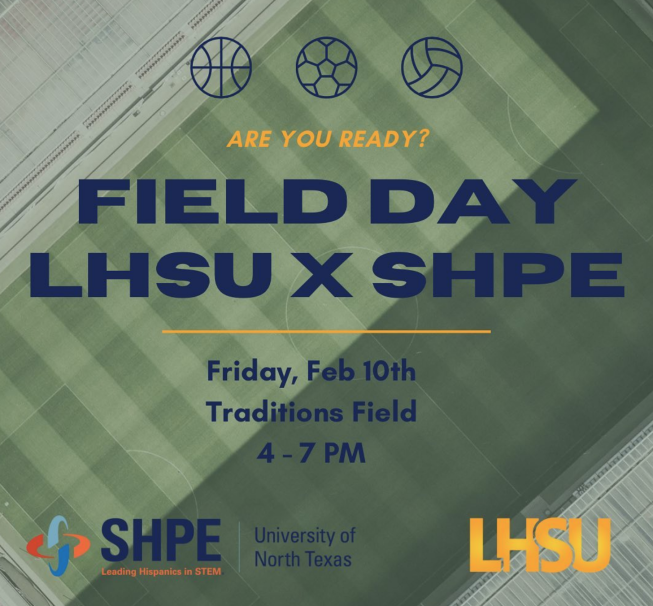 ARE YOU READY?
FIELD DAY
LHSU X SHPE
Friday, Feb 10th
Traditions Field
4 - 7 PM
SHPE
Leading Hispanics in STEM
University of
North Texas
LHSU